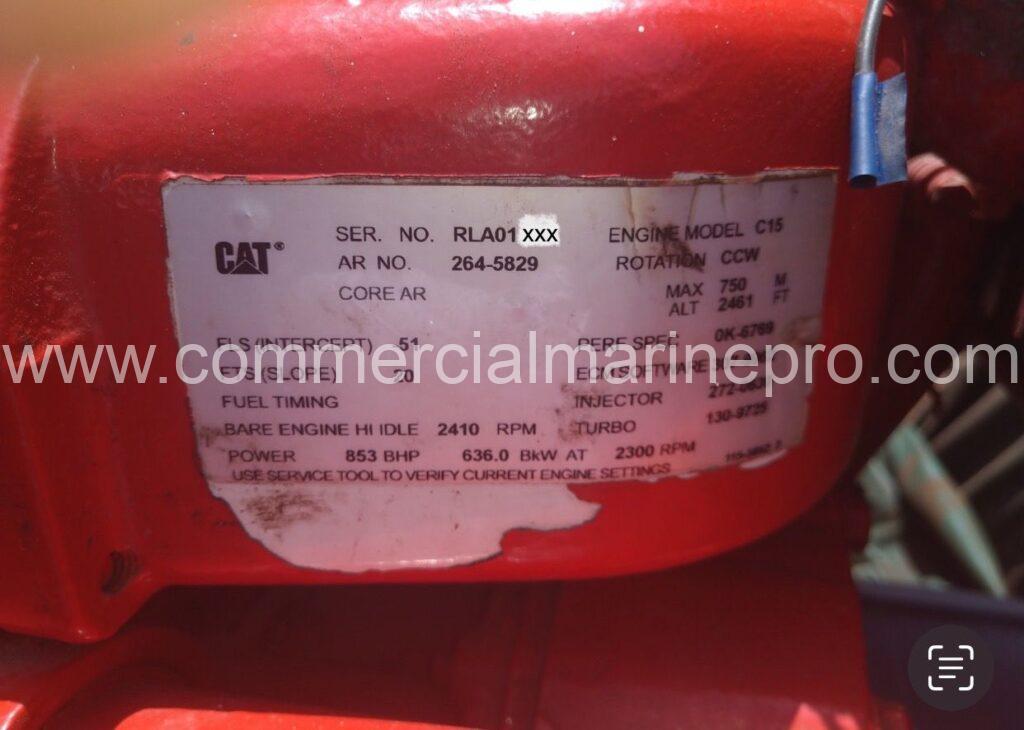 CAT®
SER. NO. RLA01XXX ENGINE MODEL C15
AR NO. 264-5829 ROTATION CCW
CORE AR MAX 750 M
ALT 2461 FT
FLS (INTERCEPT) 51 PERF SPEC 0K-6769
www.commercialmarinepro.com
FTS (SLOPE) 20 ECM SOFTWARE
FUEL TIMING INJECTOR
BARE ENGINE HI IDLE 2410 RPM TURBO 130-9725
POWER 853 BHP 636.0 BkW AT 2300 RPM
USE SERVICE TOOL TO VERIFY CURRENT ENGINE SETTINGS